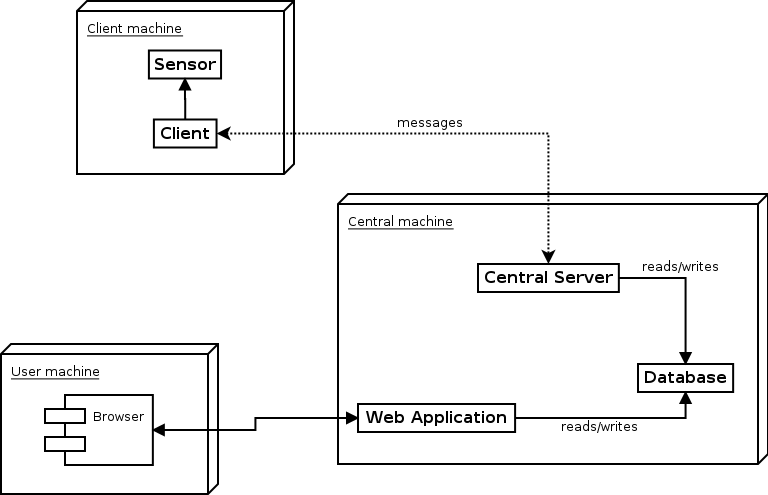 Client machine
Sensor
Client
messages
Central machine
Central Server
reads/writes
User machine
Database
Browser
Web Application
reads/writes